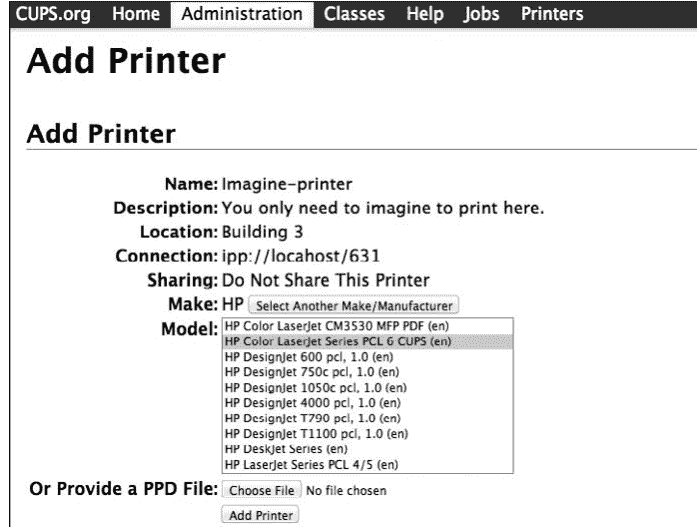 CUPS.org Home Administration Classes Help Jobs Printers
Add Printer
Add Printer
Name: Imagine-printer
Description: You only need to imagine to print here.
Location: Building 3
Connection: ipp://locahost/631
Sharing: Do Not Share This Printer
Make: HP Select Another Make/Manufacturer
Model: HP Color LaserJet CM3530 MFP PDF (en)
HP Color LaserJet Series PCL 6 CUPS (en)
HP DesignJet 600 pcl, 1.0 (en)
HP DesignJet 750c pcl, 1.0 (en)
HP DesignJet 1050c pcl, 1.0 (en)
HP DesignJet 4000 pcl, 1.0 (en)
HP DesignJet T790 pcl, 1.0 (en)
HP DesignJet T1100 pcl, 1.0 (en)
HP DeskJet Series (en)
HP LaserJet Series PCL 4/5 (en)
Or Provide a PPD File: Choose File No file chosen
Add Printer